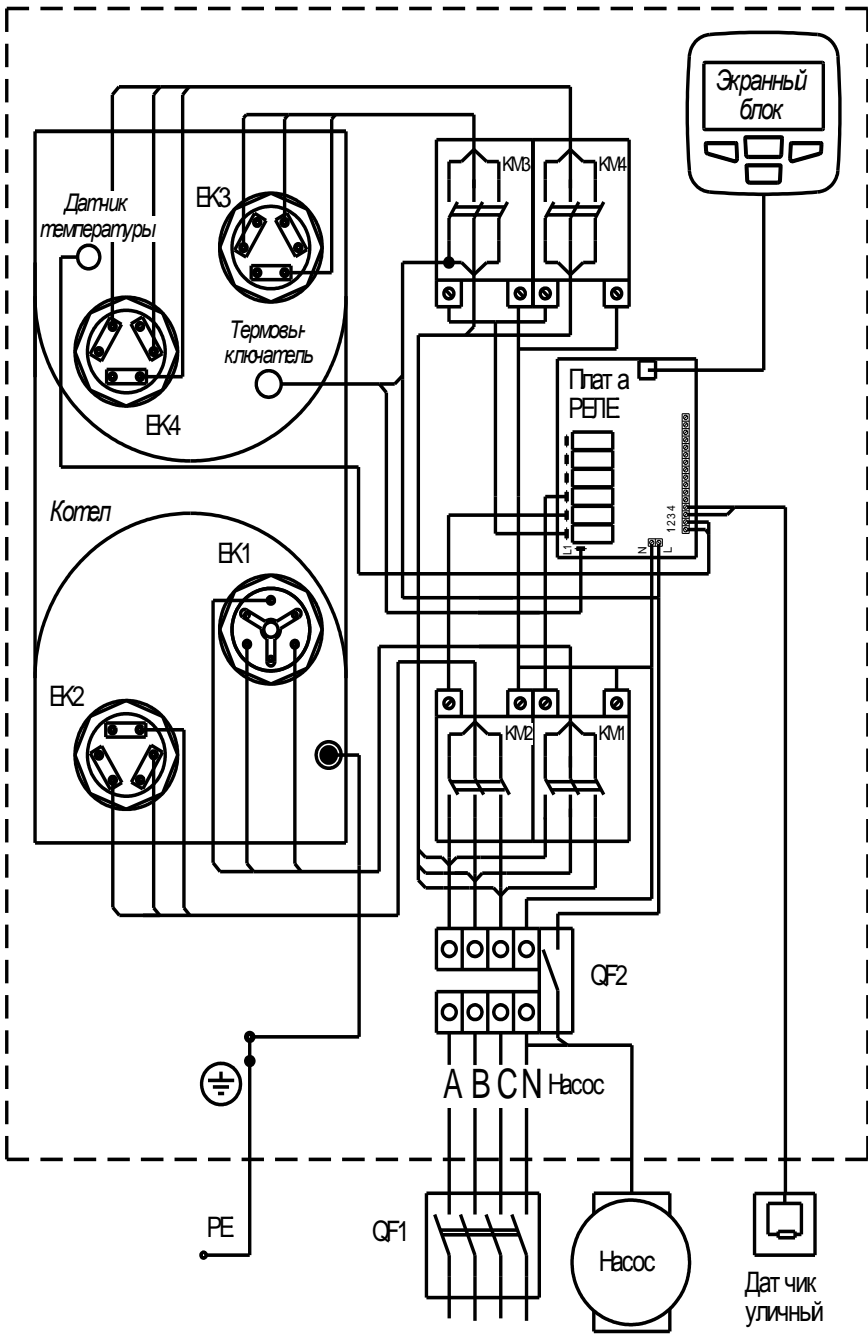 Экранный
блок
КМ3
КМ4
ЕК3
Датчик
температуры
Термовы-
ключатель
ЕК4
Плата
РЕЛЕ
1234
L1
N
L
Котел
ЕК1
ЕК2
КМ2
КМ1
QF2
A B C N Насос
PE
QF1
Насос
Датчик
уличный